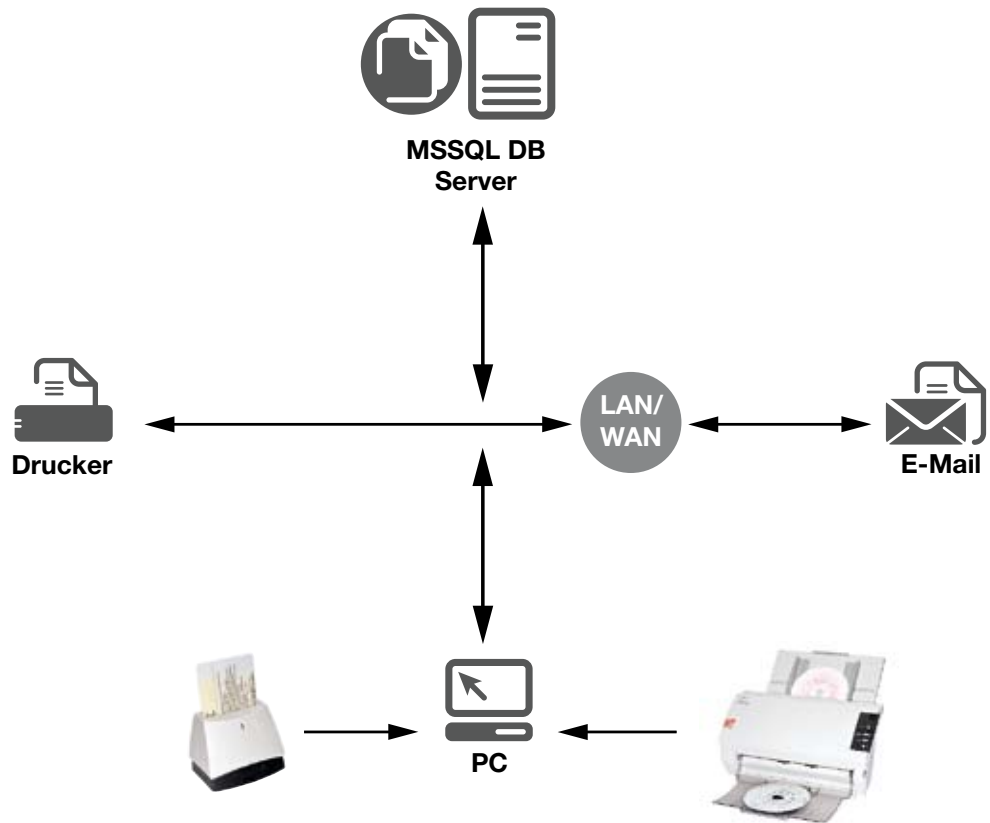 MSSQL DB
Server
LAN/
WAN
Drucker
E-Mail
PC